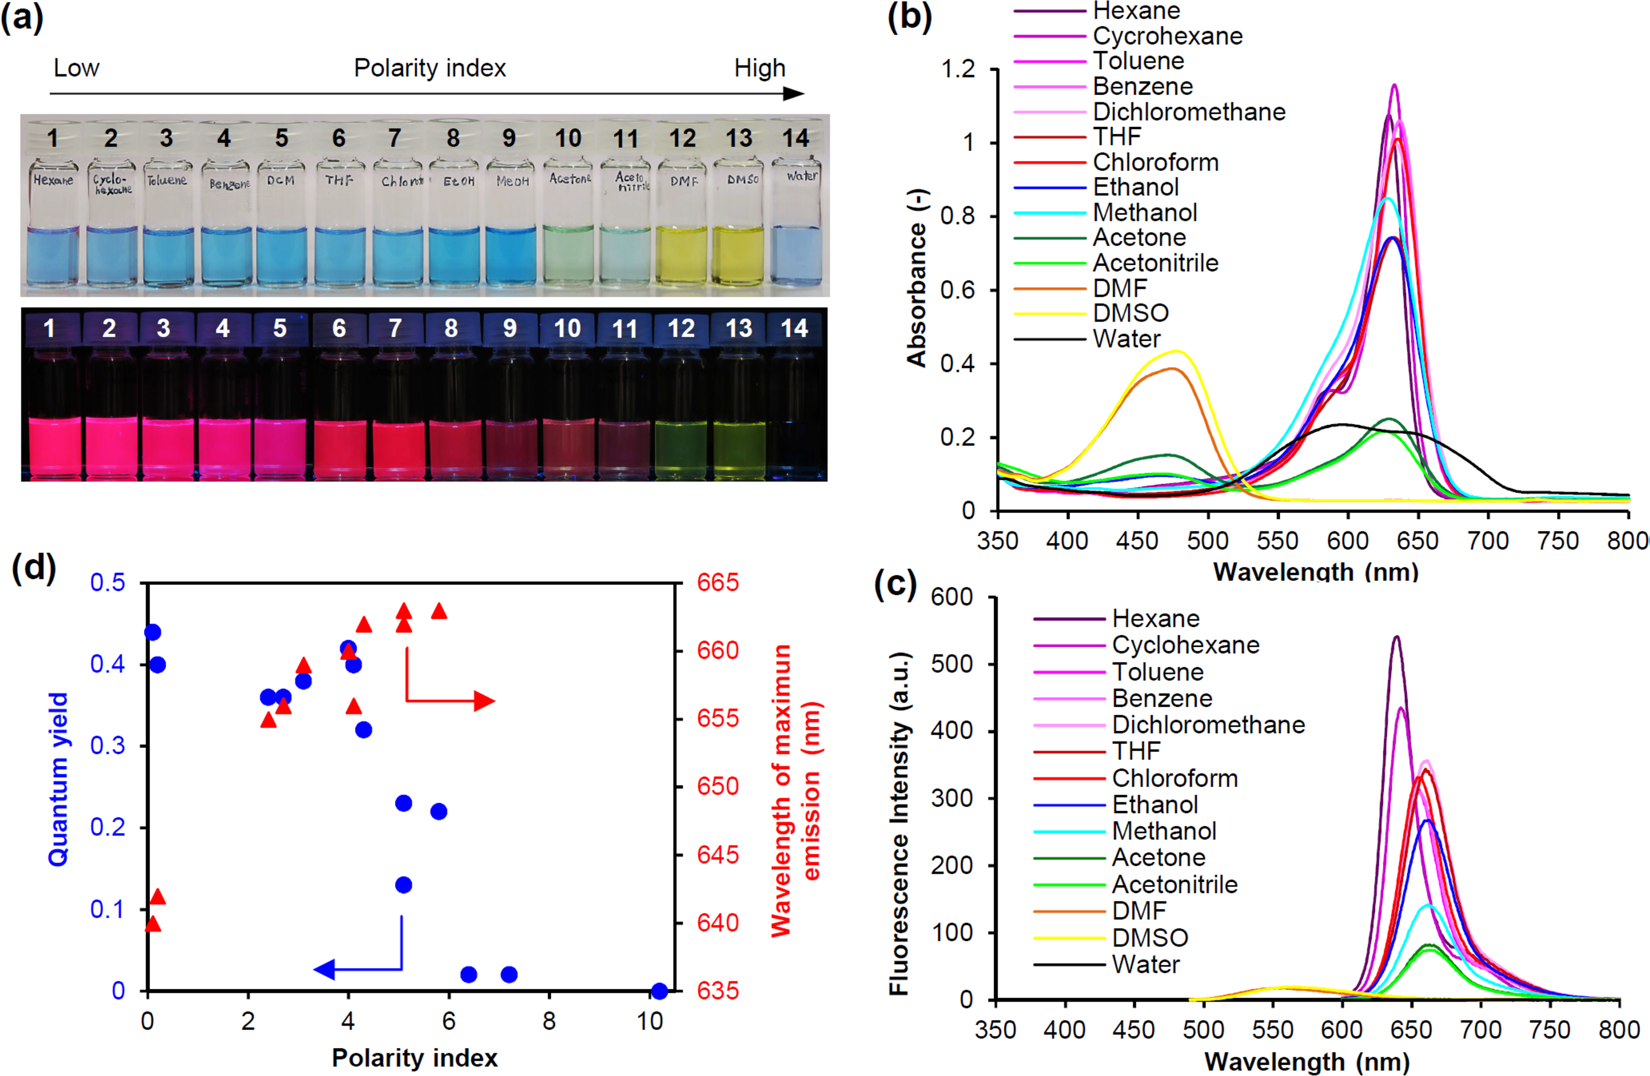 (a)
Low Polarity index High
1 2 3 4 5 6 7 8 9 10 11 12 13 14
Hexane Cyclo-hexane Toluene Benzene DCM THF Chloro EtOH MeOH Acetone Aceto nitrile DMF DMSO Water
1 2 3 4 5 6 7 8 9 10 11 12 13 14
(b)
Hexane
Cycrohexane
Toluene
Benzene
Dichloromethane
THF
Chloroform
Ethanol
Methanol
Acetone
Acetonitrile
DMF
DMSO
Water
Absorbance (-)
1.2
1
0.8
0.6
0.4
0.2
0
350 400 450 500 550 600 650 700 750 800
Wavelength (nm)
(d)
Quantum yield
0.5
0.4
0.3
0.2
0.1
0
665
660
655
650
645
640
635
Wavelength of maximun
emission (nm)
0 2 4 6 8 10
Polarity index
(c)
Fluorescence Intensity (a.u.)
600
500
400
300
200
100
0
Hexane
Cyclohexane
Toluene
Benzene
Dichloromethane
THF
Chloroform
Ethanol
Methanol
Acetone
Acetonitrile
DMF
DMSO
Water
350 400 450 500 550 600 650 700 750 800
Wavelength (nm)